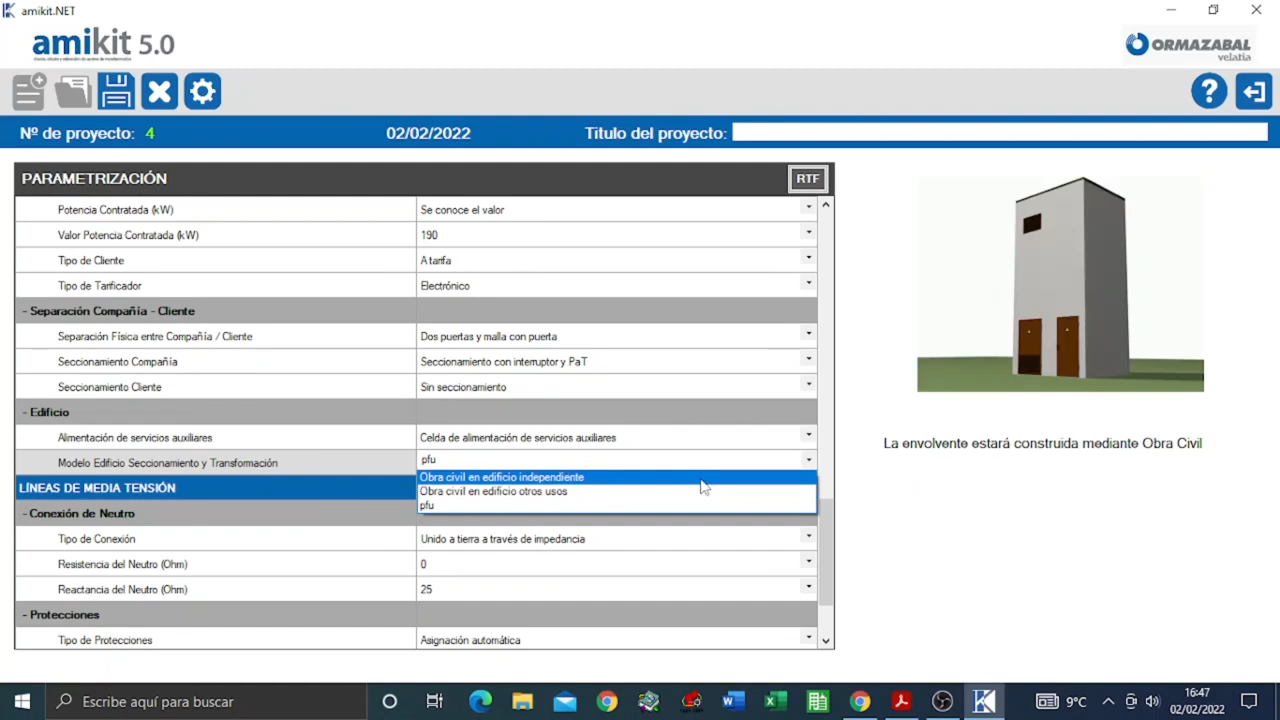 amikit.NET
amikit 5.0
ORMAZABAL
velatia
Nº de proyecto: 4 02/02/2022 Titulo del proyecto:
PARAMETRIZACIÓN RTF
Potencia Contratada (kW) Se conoce el valor
Valor Potencia Contratada (kW) 190
Tipo de Cliente A tarifa
Tipo de Tarificador Electrónico
- Separación Compañía - Cliente
Separación Física entre Compañía / Cliente Dos puertas y malla con puerta
Seccionamiento Compañía Seccionamiento con interruptor y PaT
Seccionamiento Cliente Sin seccionamiento
- Edificio
Alimentación de servicios auxiliares Celda de alimentación de servicios auxiliares
Modelo Edificio Seccionamiento y Transformación pfu
Obra civil en edificio independiente
Obra civil en edificio otros usos
pfu
LÍNEAS DE MEDIA TENSIÓN
- Conexión de Neutro
Tipo de Conexión Unido a tierra a través de impedancia
Resistencia del Neutro (Ohm) 0
Reactancia del Neutro (Ohm) 25
- Protecciones
Tipo de Protecciones Asignación automática
La envolvente estará construida mediante Obra Civil
Escribe aquí para buscar
9°C
16:47
02/02/2022